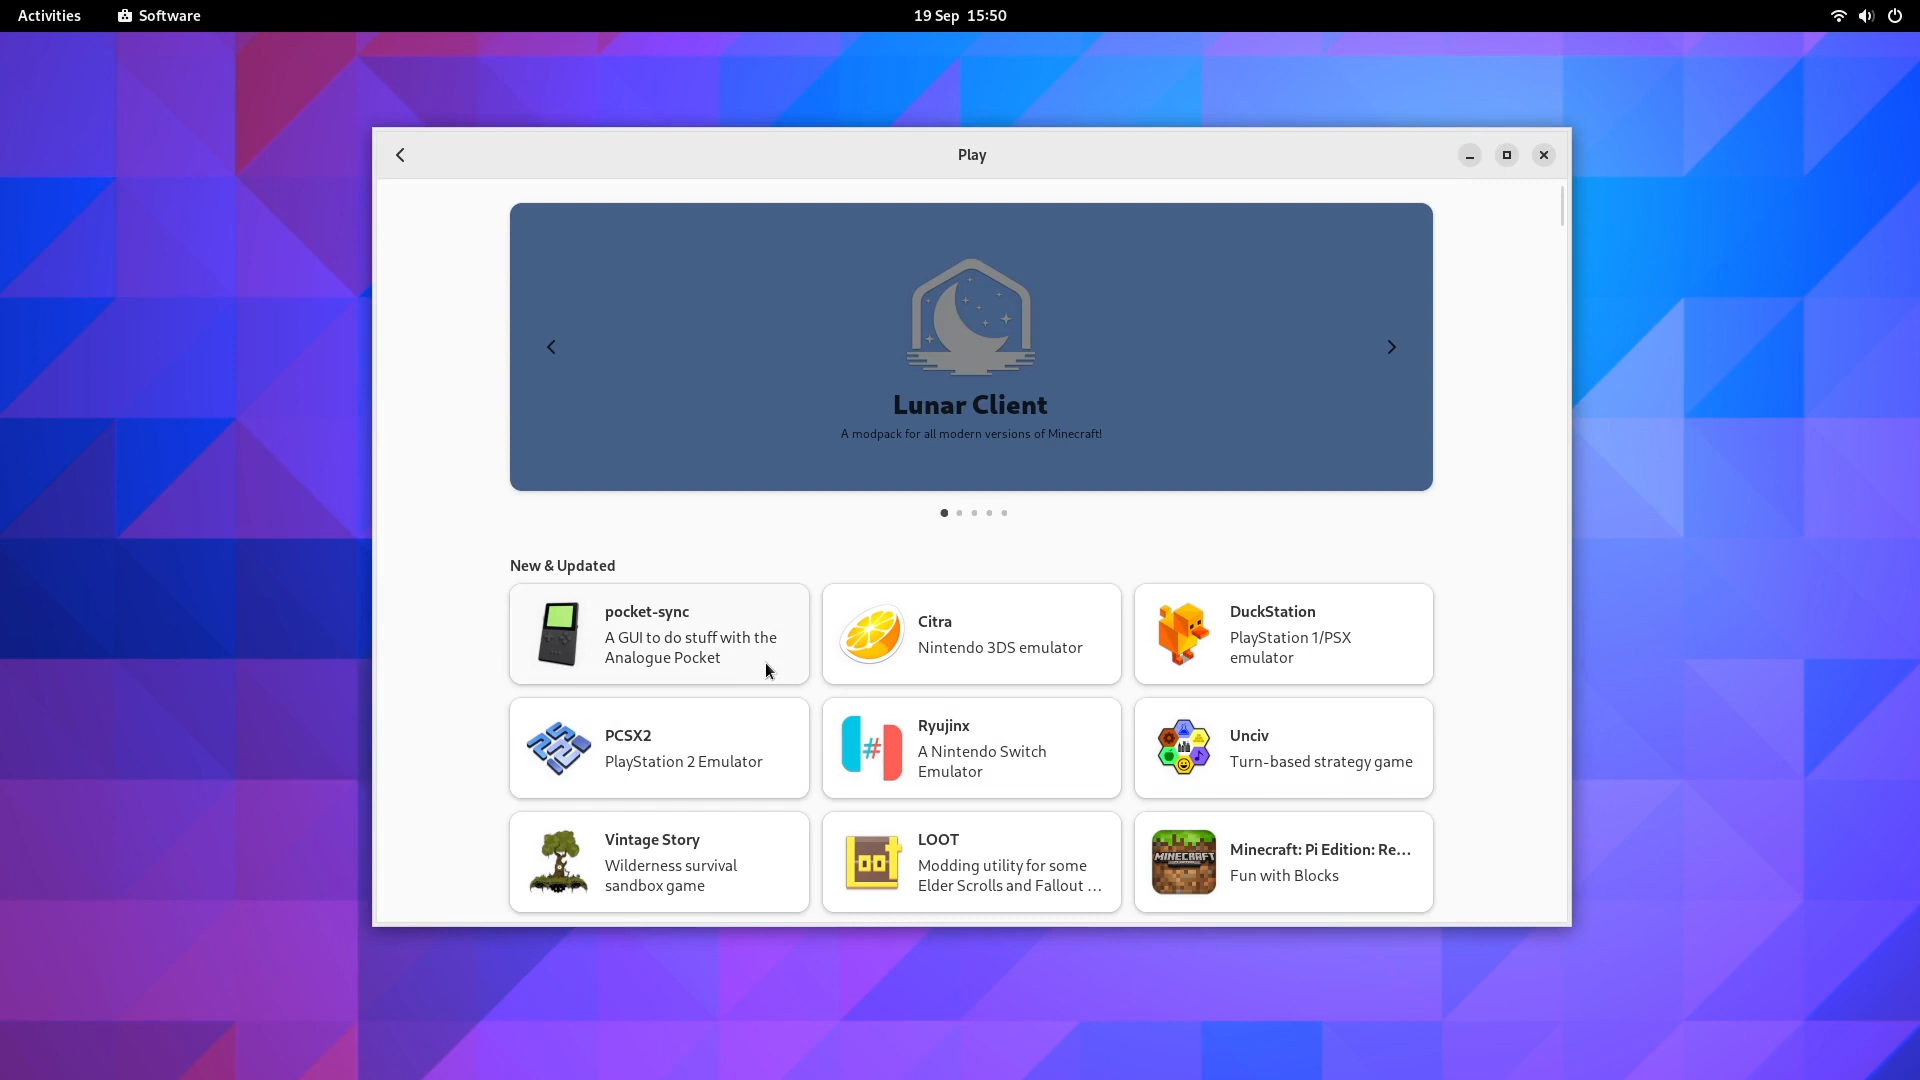 Activities
Software
19 Sep 15:50
Play
Lunar Client
A modpack for all modern versions of Minecraft!
New & Updated
pocket-sync
A GUI to do stuff with the
Analogue Pocket
Citra
Nintendo 3DS emulator
DuckStation
PlayStation 1/PSX
emulator
PCSX2
PlayStation 2 Emulator
Ryujinx
A Nintendo Switch
Emulator
Unciv
Turn-based strategy game
Vintage Story
Wilderness survival
sandbox game
LOOT
Modding utility for some
Elder Scrolls and Fallout ...
MINECRAFT
Minecraft: Pi Edition: Re...
Fun with Blocks